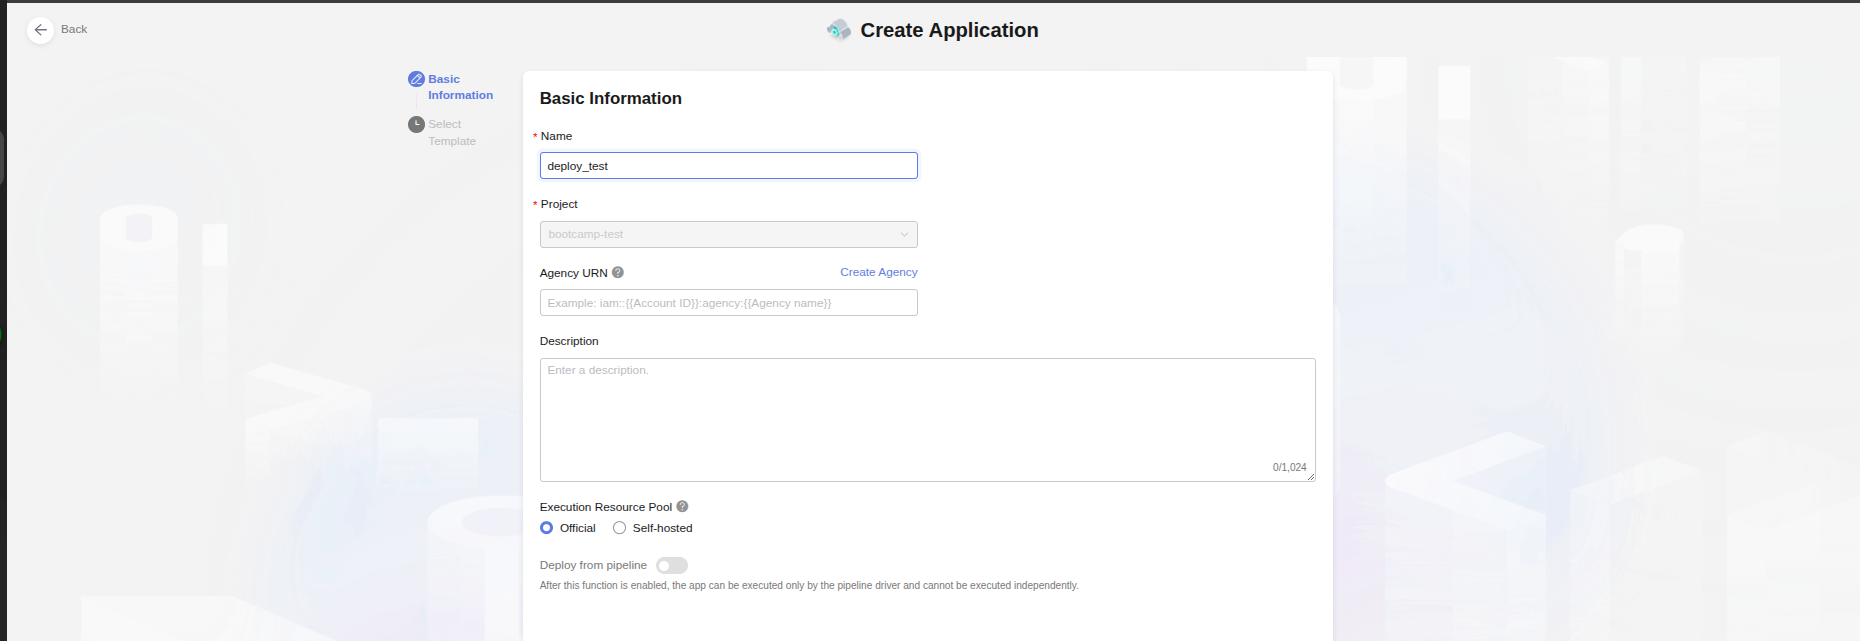 Back
Create Application
Basic
Information
Select
Template
Basic Information
* Name
deploy_test
* Project
bootcamp-test
Agency URN ?
Create Agency
Example: iam::{{Account ID}}:agency:{{Agency name}}
Description
Enter a description.
0/1,024
Execution Resource Pool ?
Official Self-hosted
Deploy from pipeline
After this function is enabled, the app can be executed only by the pipeline driver and cannot be executed independently.